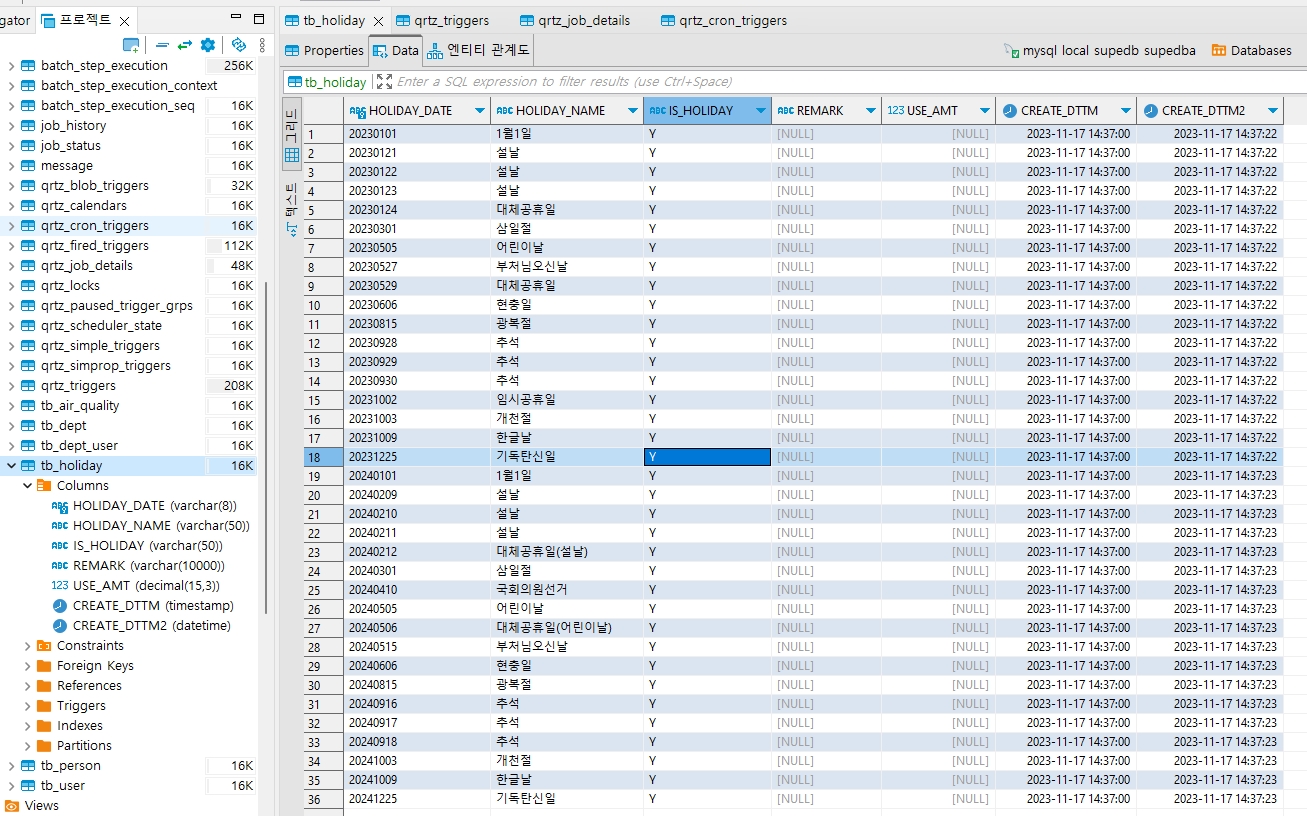 gator
프로젝트
batch_step_execution 256K
batch_step_execution_context
batch_step_execution_seq 16K
job_history 16K
job_status 16K
message 16K
qrtz_blob_triggers 32K
qrtz_calendars 16K
qrtz_cron_triggers 16K
qrtz_fired_triggers 112K
qrtz_job_details 48K
qrtz_locks 16K
qrtz_paused_trigger_grps 16K
qrtz_scheduler_state 16K
qrtz_simple_triggers 16K
qrtz_simprop_triggers 16K
qrtz_triggers 208K
tb_air_quality 16K
tb_dept 16K
tb_dept_user 16K
tb_holiday 16K
Columns
ABC HOLIDAY_DATE (varchar(8))
ABC HOLIDAY_NAME (varchar(50))
ABC IS_HOLIDAY (varchar(50))
ABC REMARK (varchar(10000))
123 USE_AMT (decimal(15,3))
CREATE_DTTM (timestamp)
CREATE_DTTM2 (datetime)
Constraints
Foreign Keys
References
Triggers
Indexes
Partitions
tb_person 16K
tb_user 16K
Views
tb_holiday qrtz_triggers qrtz_job_details qrtz_cron_triggers
Properties Data 엔티티 관계도 mysql local supedb supedba Databases
tb_holiday Enter a SQL expression to filter results (use Ctrl+Space)
그리드
텍스트
ABC HOLIDAY_DATE ABC HOLIDAY_NAME ABC IS_HOLIDAY ABC REMARK 123 USE_AMT CREATE_DTTM CREATE_DTTM2
1 20230101 1월1일 Y [NULL] [NULL] 2023-11-17 14:37:00 2023-11-17 14:37:22
2 20230121 설날 Y [NULL] [NULL] 2023-11-17 14:37:00 2023-11-17 14:37:22
3 20230122 설날 Y [NULL] [NULL] 2023-11-17 14:37:00 2023-11-17 14:37:22
4 20230123 설날 Y [NULL] [NULL] 2023-11-17 14:37:00 2023-11-17 14:37:22
5 20230124 대체공휴일 Y [NULL] [NULL] 2023-11-17 14:37:00 2023-11-17 14:37:22
6 20230301 삼일절 Y [NULL] [NULL] 2023-11-17 14:37:00 2023-11-17 14:37:22
7 20230505 어린이날 Y [NULL] [NULL] 2023-11-17 14:37:00 2023-11-17 14:37:22
8 20230527 부처님오신날 Y [NULL] [NULL] 2023-11-17 14:37:00 2023-11-17 14:37:22
9 20230529 대체공휴일 Y [NULL] [NULL] 2023-11-17 14:37:00 2023-11-17 14:37:22
10 20230606 현충일 Y [NULL] [NULL] 2023-11-17 14:37:00 2023-11-17 14:37:22
11 20230815 광복절 Y [NULL] [NULL] 2023-11-17 14:37:00 2023-11-17 14:37:22
12 20230928 추석 Y [NULL] [NULL] 2023-11-17 14:37:00 2023-11-17 14:37:22
13 20230929 추석 Y [NULL] [NULL] 2023-11-17 14:37:00 2023-11-17 14:37:22
14 20230930 추석 Y [NULL] [NULL] 2023-11-17 14:37:00 2023-11-17 14:37:22
15 20231002 임시공휴일 Y [NULL] [NULL] 2023-11-17 14:37:00 2023-11-17 14:37:22
16 20231003 개천절 Y [NULL] [NULL] 2023-11-17 14:37:00 2023-11-17 14:37:22
17 20231009 한글날 Y [NULL] [NULL] 2023-11-17 14:37:00 2023-11-17 14:37:22
18 20231225 기독탄신일 Y [NULL] [NULL] 2023-11-17 14:37:00 2023-11-17 14:37:22
19 20240101 1월1일 Y [NULL] [NULL] 2023-11-17 14:37:00 2023-11-17 14:37:23
20 20240209 설날 Y [NULL] [NULL] 2023-11-17 14:37:00 2023-11-17 14:37:23
21 20240210 설날 Y [NULL] [NULL] 2023-11-17 14:37:00 2023-11-17 14:37:23
22 20240211 설날 Y [NULL] [NULL] 2023-11-17 14:37:00 2023-11-17 14:37:23
23 20240212 대체공휴일(설날) Y [NULL] [NULL] 2023-11-17 14:37:00 2023-11-17 14:37:23
24 20240301 삼일절 Y [NULL] [NULL] 2023-11-17 14:37:00 2023-11-17 14:37:23
25 20240410 국회의원선거 Y [NULL] [NULL] 2023-11-17 14:37:00 2023-11-17 14:37:23
26 20240505 어린이날 Y [NULL] [NULL] 2023-11-17 14:37:00 2023-11-17 14:37:23
27 20240506 대체공휴일(어린이날) Y [NULL] [NULL] 2023-11-17 14:37:00 2023-11-17 14:37:23
28 20240515 부처님오신날 Y [NULL] [NULL] 2023-11-17 14:37:00 2023-11-17 14:37:23
29 20240606 현충일 Y [NULL] [NULL] 2023-11-17 14:37:00 2023-11-17 14:37:23
30 20240815 광복절 Y [NULL] [NULL] 2023-11-17 14:37:00 2023-11-17 14:37:23
31 20240916 추석 Y [NULL] [NULL] 2023-11-17 14:37:00 2023-11-17 14:37:23
32 20240917 추석 Y [NULL] [NULL] 2023-11-17 14:37:00 2023-11-17 14:37:23
33 20240918 추석 Y [NULL] [NULL] 2023-11-17 14:37:00 2023-11-17 14:37:23
34 20241003 개천절 Y [NULL] [NULL] 2023-11-17 14:37:00 2023-11-17 14:37:23
35 20241009 한글날 Y [NULL] [NULL] 2023-11-17 14:37:00 2023-11-17 14:37:23
36 20241225 기독탄신일 Y [NULL] [NULL] 2023-11-17 14:37:00 2023-11-17 14:37:23